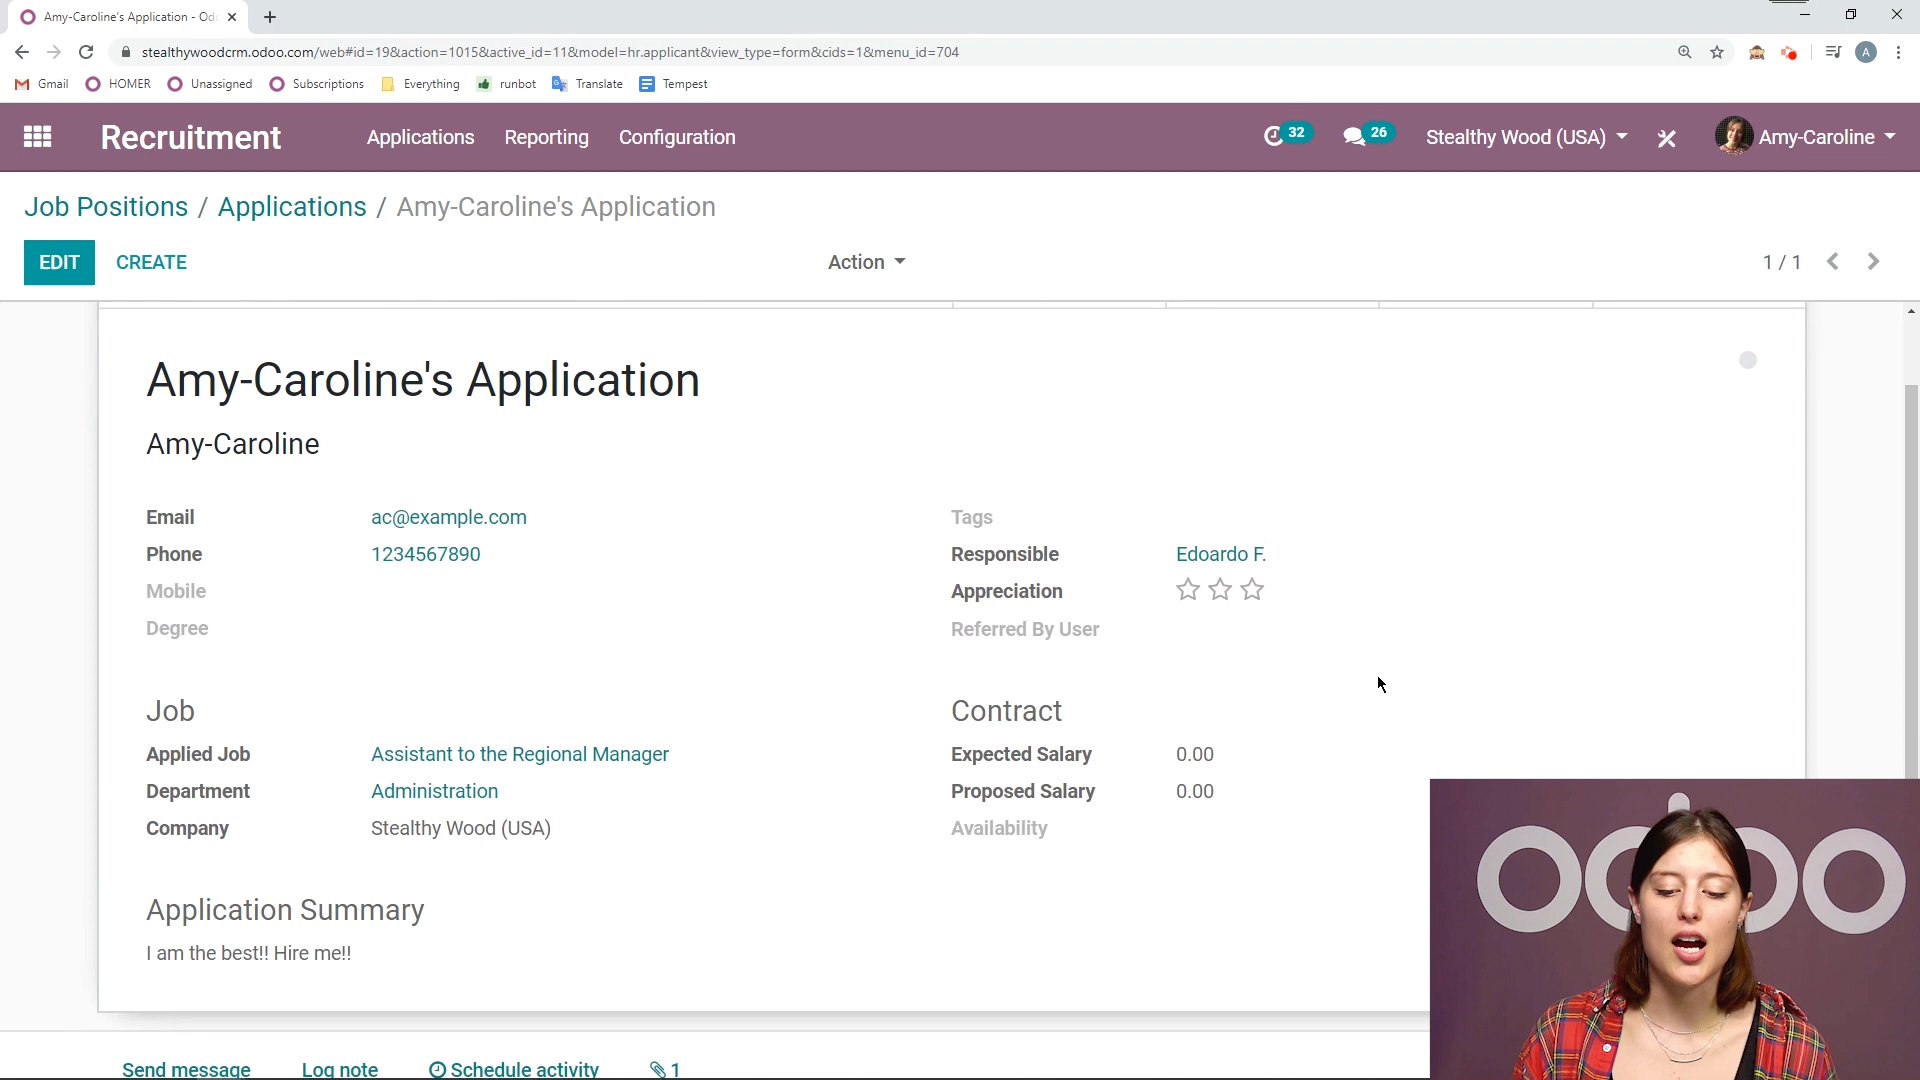 Amy-Caroline's Application - Od
stealthywoodcrm.odoo.com/web#id=19&action=1015&active_id=11&model=hr.applicant&view_type=form&cids=1&menu_id=704
A
Gmail HOMER Unassigned Subscriptions Everything runbot Translate Tempest
Recruitment Applications Reporting Configuration 32 26 Stealthy Wood (USA) Amy-Caroline
Job Positions / Applications / Amy-Caroline's Application
EDIT CREATE Action 1 / 1
Amy-Caroline's Application
Amy-Caroline
Email ac@example.com Tags
Phone 1234567890 Responsible Edoardo F.
Mobile Appreciation
Degree Referred By User
Job Contract
Applied Job Assistant to the Regional Manager Expected Salary 0.00
Department Administration Proposed Salary 0.00
Company Stealthy Wood (USA) Availability
Application Summary
I am the best!! Hire me!!
odoo
Send message Log note Schedule activity 1